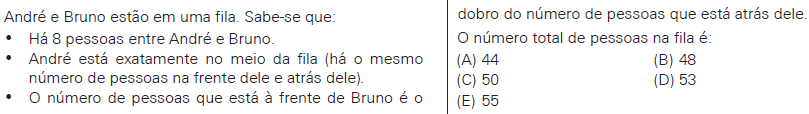 André e Bruno estão em uma fila. Sabe-se que:
• Há 8 pessoas entre André e Bruno.
• André está exatamente no meio da fila (há o mesmo
número de pessoas na frente dele e atrás dele).
• O número de pessoas que está à frente de Bruno é o
dobro do número de pessoas que está atrás dele.
O número total de pessoas na fila é:
(A) 44 (B) 48
(C) 50 (D) 53
(E) 55